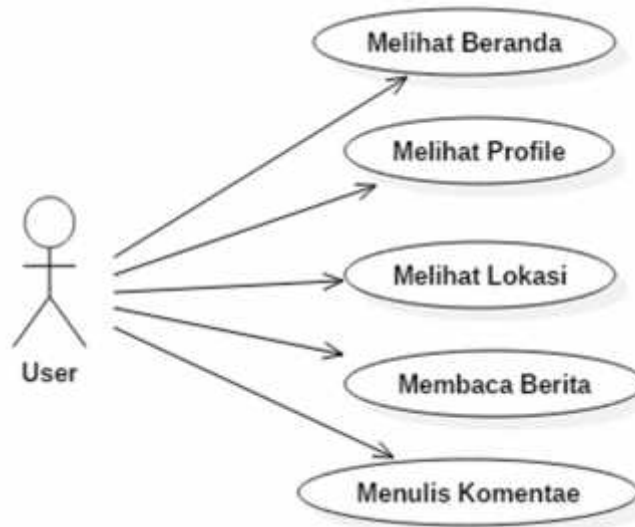 Melihat Beranda
Melihat Profile
Melihat Lokasi
User
Membaca Berita
Menulis Komentae